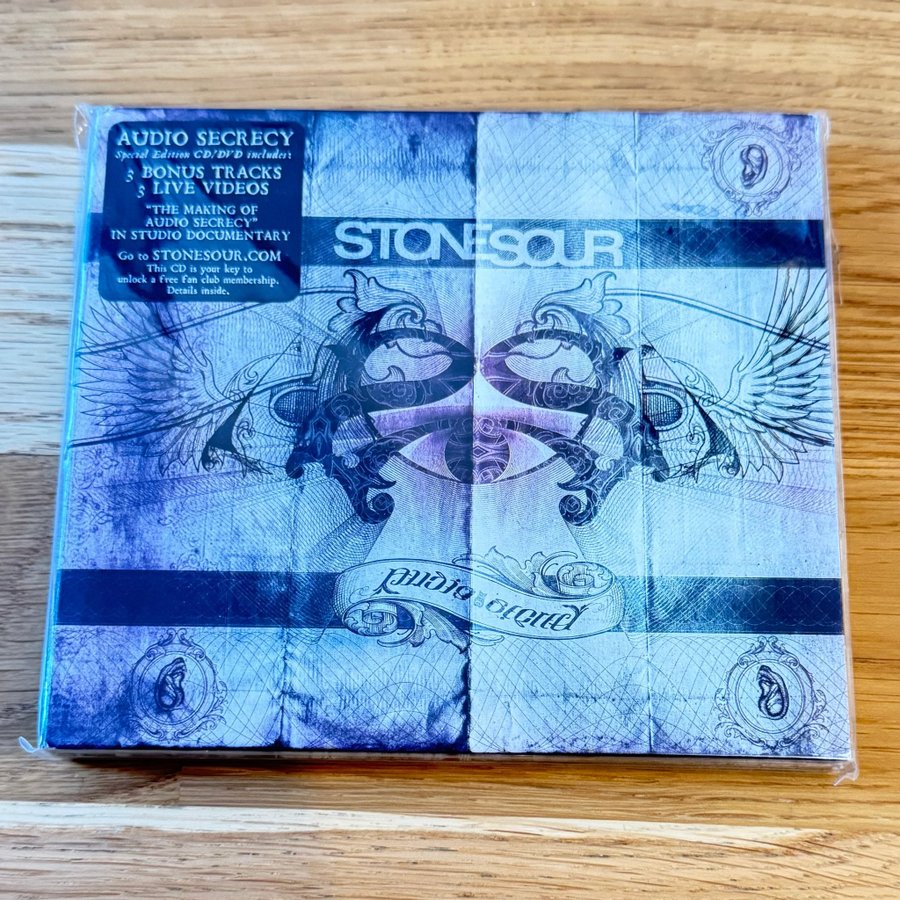 AUDIO SECRECY
Special Edition CD/DVD includes:
3 BONUS TRACKS
3 LIVE VIDEOS
"THE MAKING OF
AUDIO SECRECY"
IN STUDIO DOCUMENTARY
Go to STONESOUR.COM
This CD is your key to
unlock a free fan club membership.
Details inside.
STONESOUR